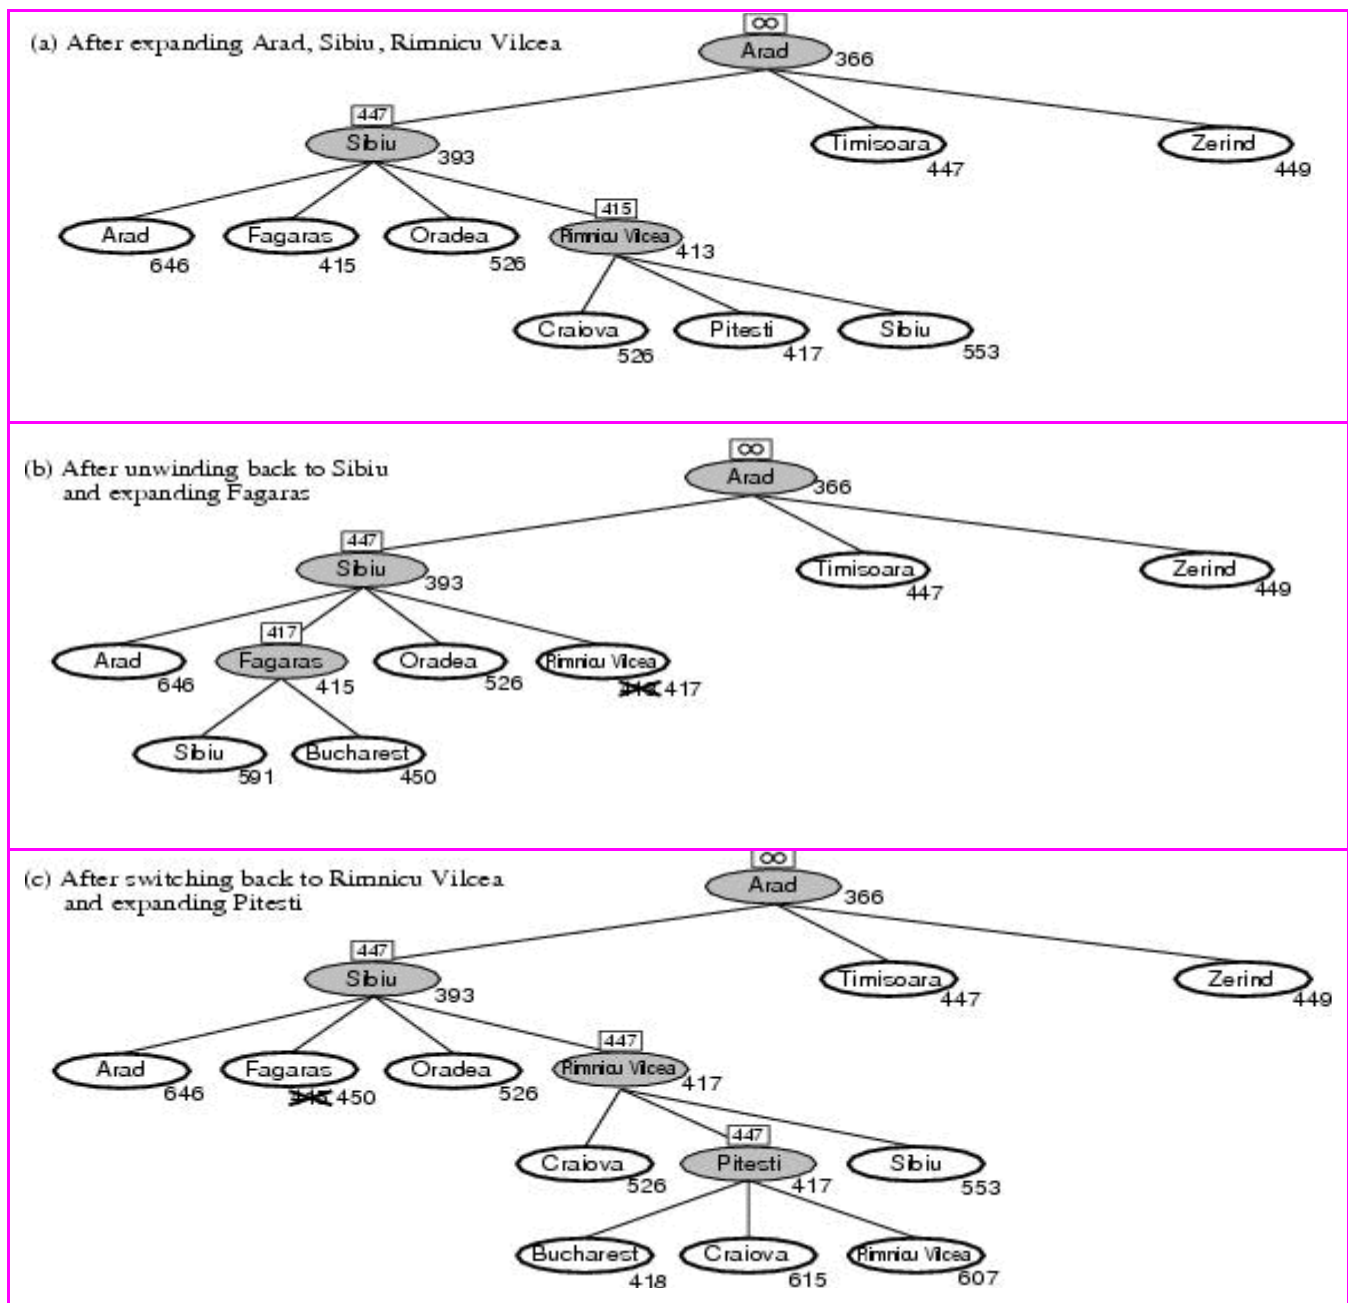 ∞
(a) After expanding Arad, Sibiu, Rimnicu Vilcea
Arad
366
447
Sibiu
393
Timisoara
447
Zerind
449
415
Arad
646
Fagaras
415
Oradea
526
Rimnicu Vilcea
413
Craiova
526
Pitesti
417
Sibiu
553
∞
(b) After unwinding back to Sibiu
and expanding Fagaras
Arad
366
447
Sibiu
393
Timisoara
447
Zerind
449
417
Arad
646
Fagaras
415
Oradea
526
Rimnicu Vilcea
417
Sibiu
591
Bucharest
450
∞
(c) After switching back to Rimnicu Vilcea
and expanding Pitesti
Arad
366
447
Sibiu
393
Timisoara
447
Zerind
449
447
Arad
646
Fagaras
450
Oradea
526
Rimnicu Vilcea
417
447
Craiova
526
Pitesti
417
Sibiu
553
Bucharest
418
Craiova
615
Rimnicu Vilcea
607